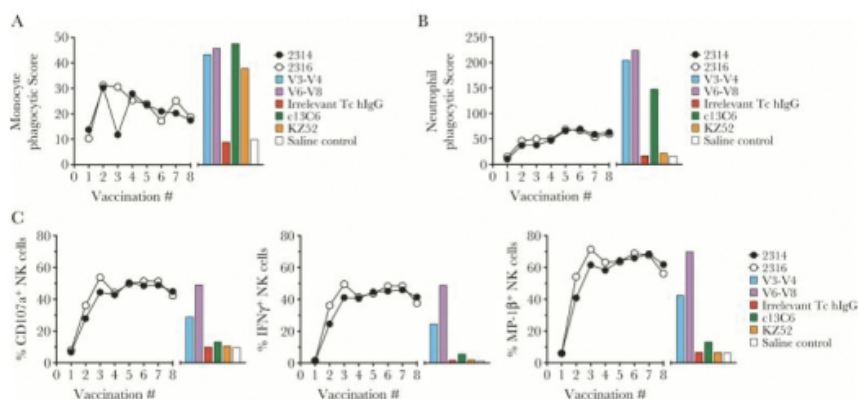 A
Monocyte
phagocytic Score
50
40
30
20
10
0
0 1 2 3 4 5 6 7 8
Vaccination #
2314
2316
V3-V4
V6-V8
Irrelevant Tc hIgG
c13C6
KZ52
Saline control
B
Neutrophil
phagocytic Score
250
200
150
100
50
0
0 1 2 3 4 5 6 7 8
Vaccination #
2314
2316
V3-V4
V6-V8
Irrelevant Tc hIgG
c13C6
KZ52
Saline control
C
% CD107a+ NK cells
80
60
40
20
0
0 1 2 3 4 5 6 7 8
Vaccination #
% IFNγ+ NK cells
80
60
40
20
0
0 1 2 3 4 5 6 7 8
Vaccination #
% MP-1β+ NK cells
80
60
40
20
0
0 1 2 3 4 5 6 7 8
Vaccination #
2314
2316
V3-V4
V6-V8
Irrelevant Tc hIgG
c13C6
KZ52
Saline control